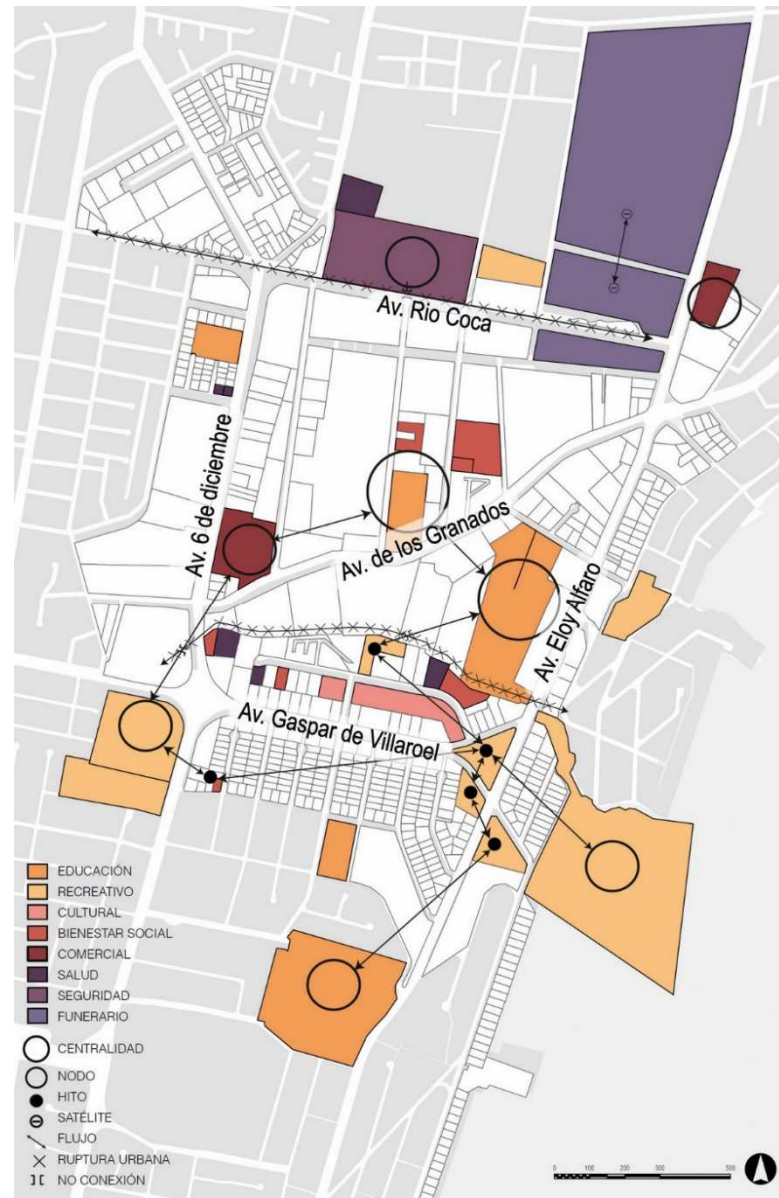 Av. Rio Coca
Av. 6 de diciembre
Av. de los Granados
Av. Eloy Alfaro
Av. Gaspar de Villaroel
EDUCACIÓN
RECREATIVO
CULTURAL
BIENESTAR SOCIAL
COMERCIAL
SALUD
SEGURIDAD
FUNERARIO
CENTRALIDAD
NODO
HITO
SATÉLITE
FLUJO
RUPTURA URBANA
NO CONEXIÓN
0 100 200 300 500